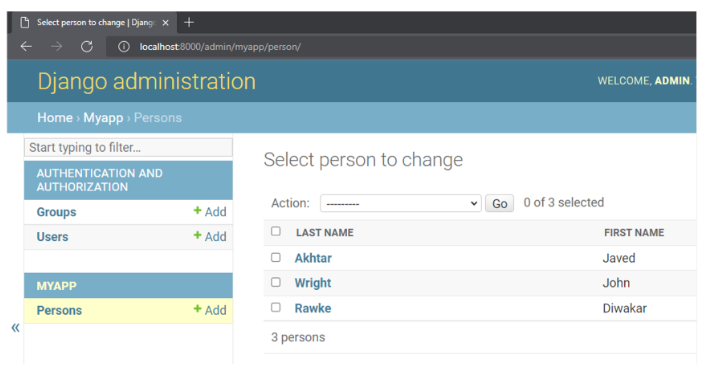 Select person to change | Djang
localhost:8000/admin/myapp/person/
Django administration
WELCOME, ADMIN.
Home › Myapp › Persons
Start typing to filter...
AUTHENTICATION AND
AUTHORIZATION
Groups + Add
Users + Add
MYAPP
Persons + Add
«
Select person to change
Action: --------- Go 0 of 3 selected
LAST NAME FIRST NAME
Akhtar Javed
Wright John
Rawke Diwakar
3 persons